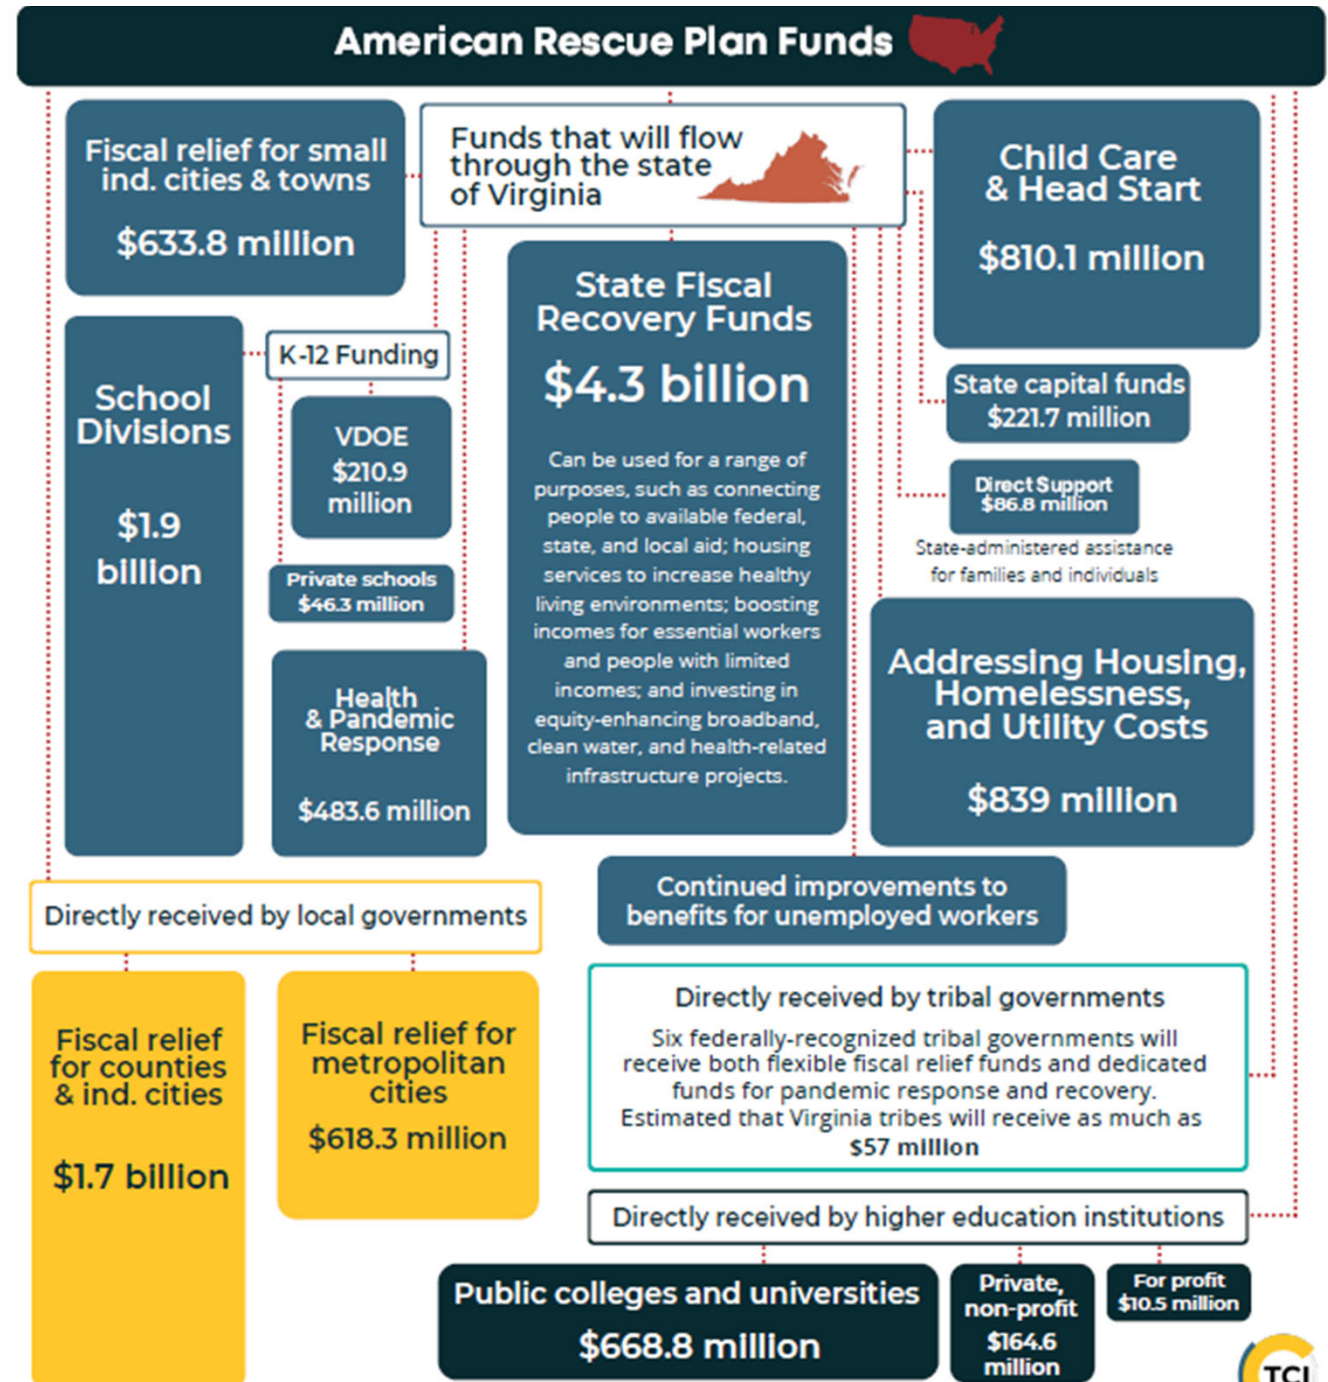 American Rescue Plan Funds
Fiscal relief for small
ind. cities & towns
$633.8 million
Funds that will flow
through the state
of Virginia
Child Care
& Head Start
$810.1 million
State Fiscal
Recovery Funds
$4.3 billion
Can be used for a range of
purposes, such as connecting
people to available federal,
state, and local aid; housing
services to increase healthy
living environments; boosting
incomes for essential workers
and people with limited
incomes; and investing in
equity-enhancing broadband,
clean water, and health-related
infrastructure projects.
School
Divisions
$1.9
billion
K-12 Funding
VDOE
$210.9
million
Private schools
$46.3 million
Health
& Pandemic
Response
$483.6 million
State capital funds
$221.7 million
Direct Support
$86.8 million
State-administered assistance
for families and individuals
Addressing Housing,
Homelessness,
and Utility Costs
$839 million
Continued improvements to
benefits for unemployed workers
Directly received by local governments
Fiscal relief
for counties
& ind. cities
$1.7 billion
Fiscal relief for
metropolitan
cities
$618.3 million
Directly received by tribal governments
Six federally-recognized tribal governments will
receive both flexible fiscal relief funds and dedicated
funds for pandemic response and recovery.
Estimated that Virginia tribes will receive as much as
$57 million
Directly received by higher education institutions
Public colleges and universities
$668.8 million
Private,
non-profit
$164.6
million
For profit
$10.5 million
TCI